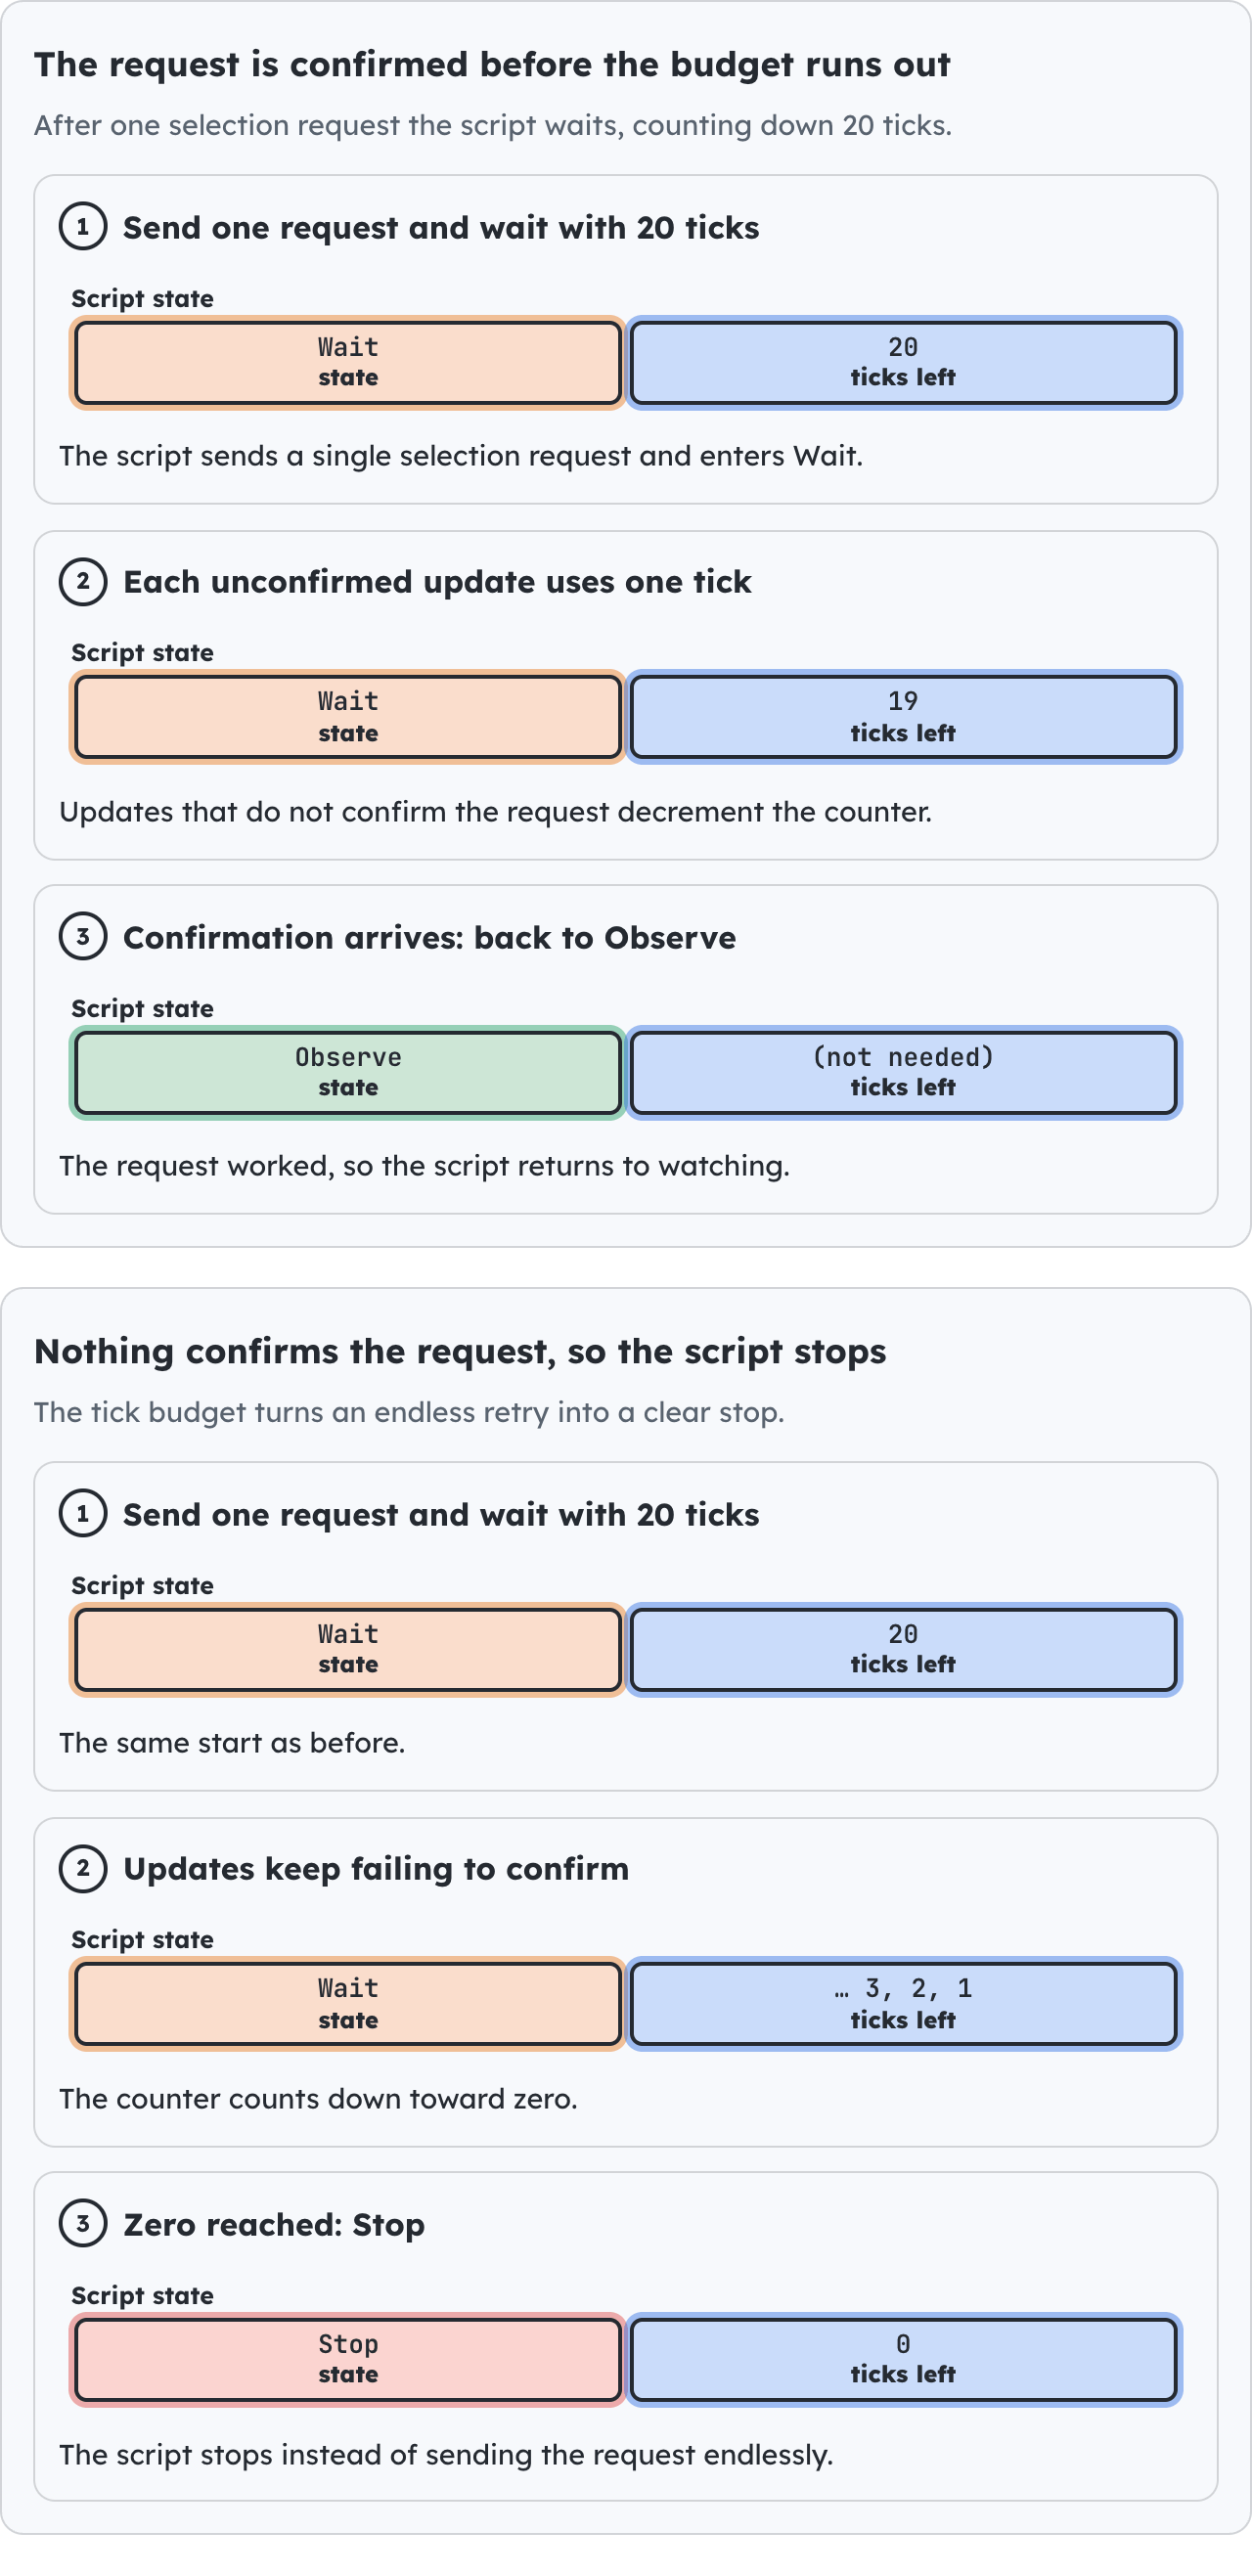 The request is confirmed before the budget runs out
After one selection request the script waits, counting down 20 ticks.
1 Send one request and wait with 20 ticks
Script state
Wait
state
20
ticks left
The script sends a single selection request and enters Wait.
2 Each unconfirmed update uses one tick
Script state
Wait
state
19
ticks left
Updates that do not confirm the request decrement the counter.
3 Confirmation arrives: back to Observe
Script state
Observe
state
(not needed)
ticks left
The request worked, so the script returns to watching.
Nothing confirms the request, so the script stops
The tick budget turns an endless retry into a clear stop.
1 Send one request and wait with 20 ticks
Script state
Wait
state
20
ticks left
The same start as before.
2 Updates keep failing to confirm
Script state
Wait
state
… 3, 2, 1
ticks left
The counter counts down toward zero.
3 Zero reached: Stop
Script state
Stop
state
0
ticks left
The script stops instead of sending the request endlessly.